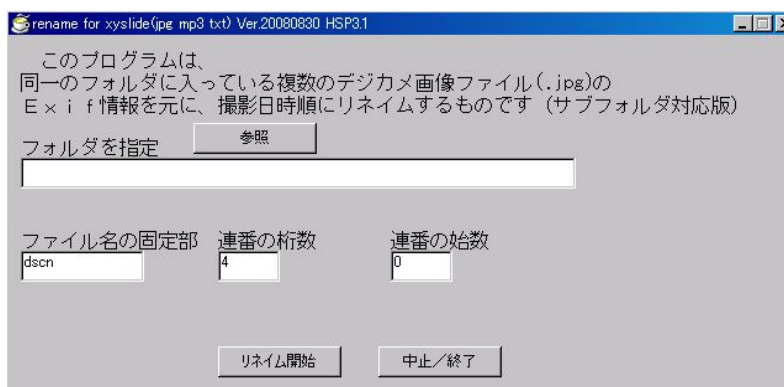 rename for xyslide(jpg mp3 txt) Ver.20080830 HSP3.1
このプログラムは、
同一のフォルダに入っている複数のデジカメ画像ファイル(.jpg)の
Ｅｘｉｆ情報を元に、撮影日時順にリネイムするものです（サブフォルダ対応版）
フォルダを指定 参照
ファイル名の固定部 連番の桁数 連番の始数
dscn 4 0
リネイム開始 中止／終了